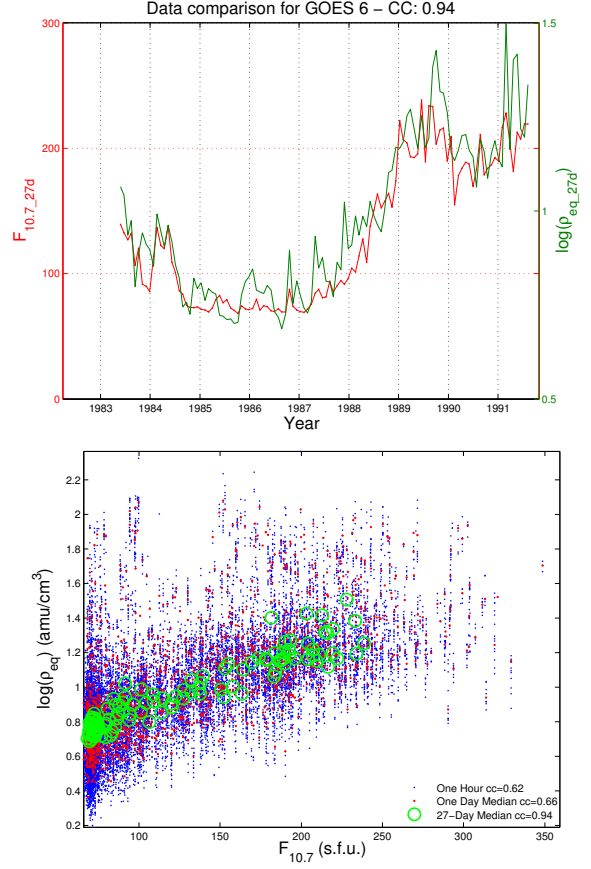 Data comparison for GOES 6 − CC: 0.94
300
200
100
0
F10.7_27d
1.5
1
0.5
log(ρeq_27d)
1983 1984 1985 1986 1987 1988 1989 1990 1991
Year
2.2
2
1.8
1.6
1.4
1.2
1
0.8
0.6
0.4
0.2
log(ρeq) (amu/cm3)
One Hour cc=0.62
One Day Median cc=0.66
27−Day Median cc=0.94
100 150 200 250 300 350
F10.7 (s.f.u.)